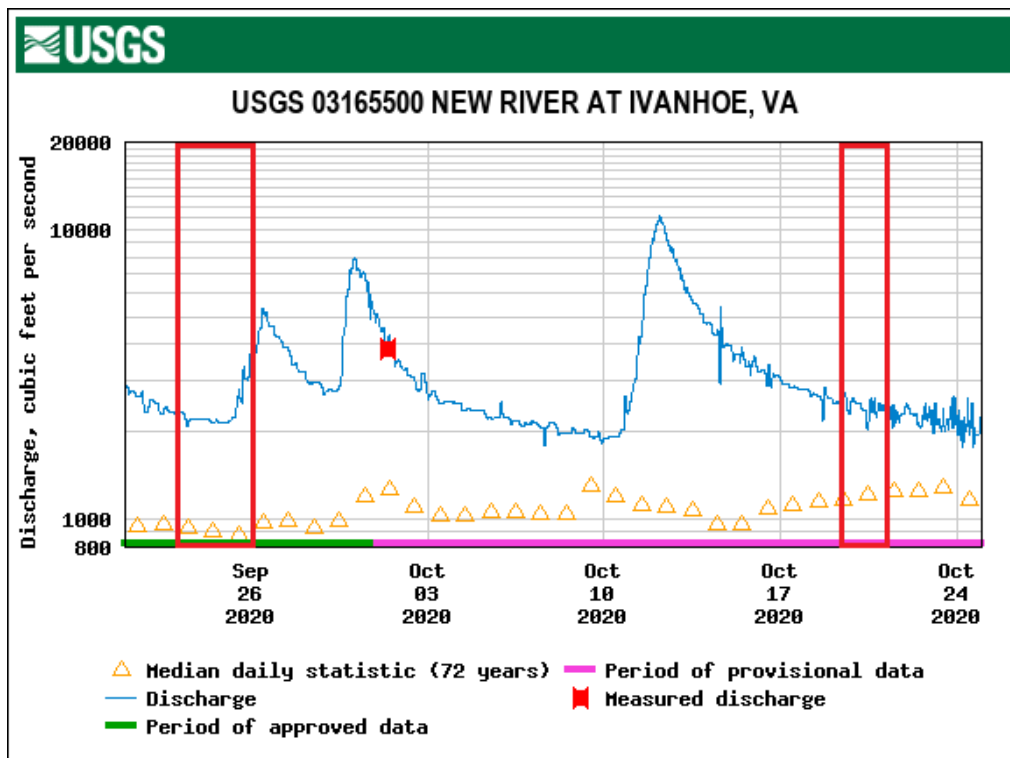 USGS
USGS 03165500 NEW RIVER AT IVANHOE, VA
Discharge, cubic feet per second
20000
10000
1000
800
Sep 26 2020
Oct 03 2020
Oct 10 2020
Oct 17 2020
Oct 24 2020
Median daily statistic (72 years)
Period of provisional data
Discharge
Measured discharge
Period of approved data